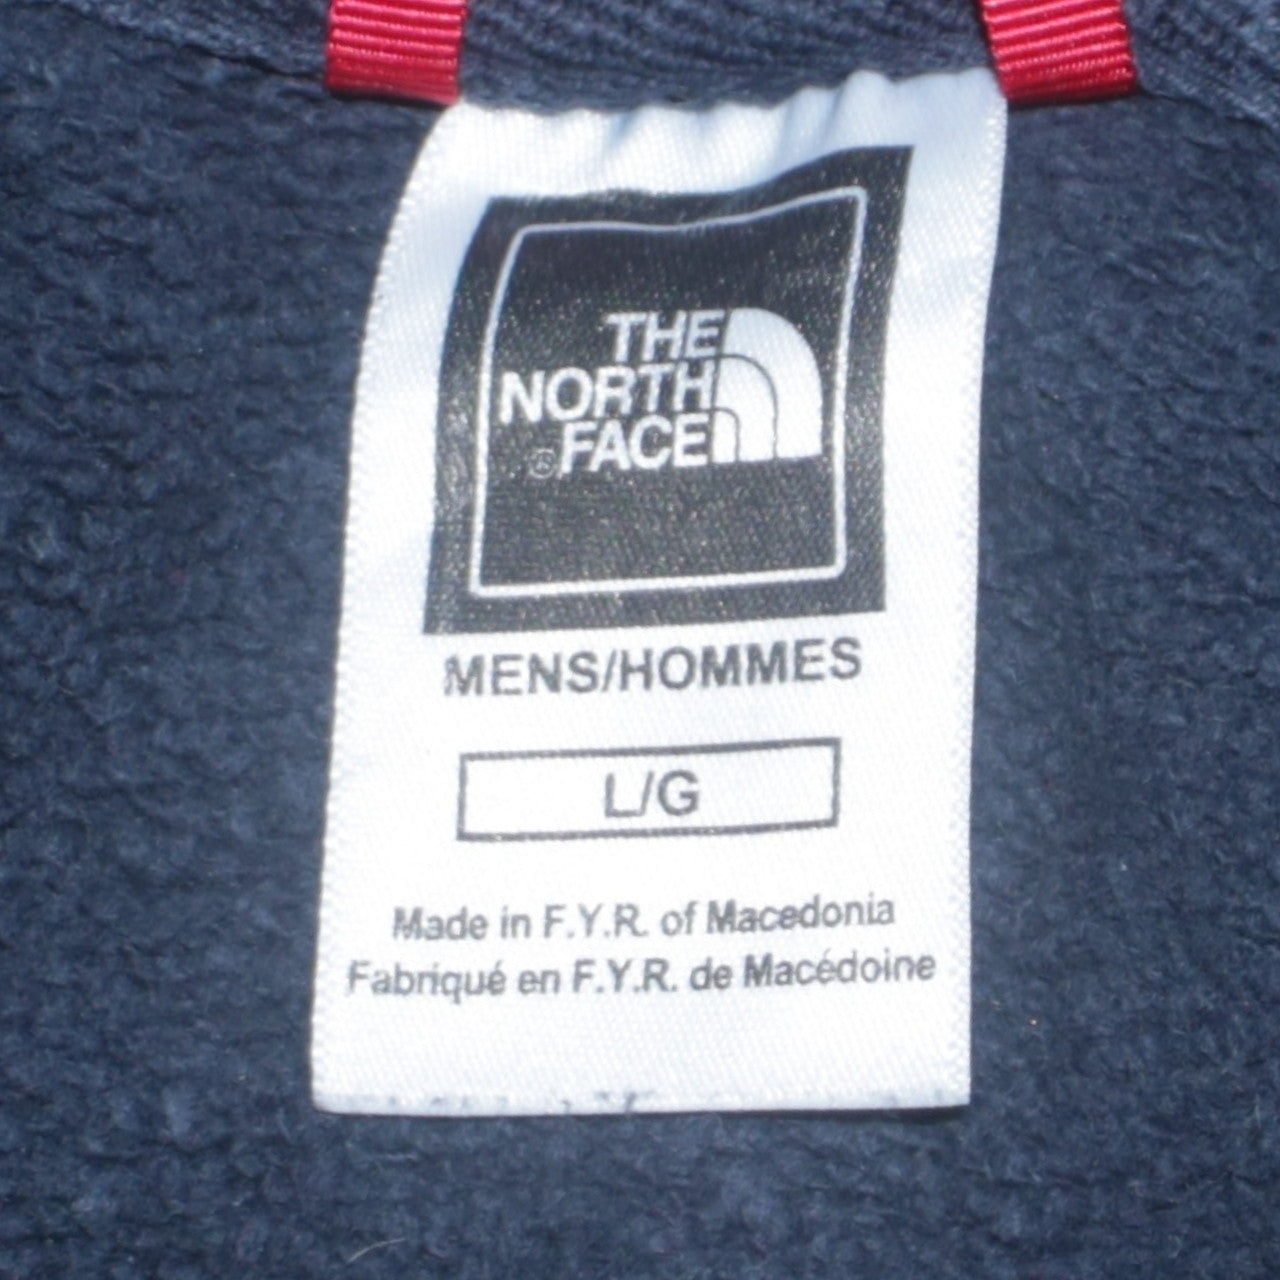 THE
NORTH
FACE
®
MENS/HOMMES
L/G
Made in F.Y.R. of Macedonia
Fabriqué en F.Y.R. de Macédoine